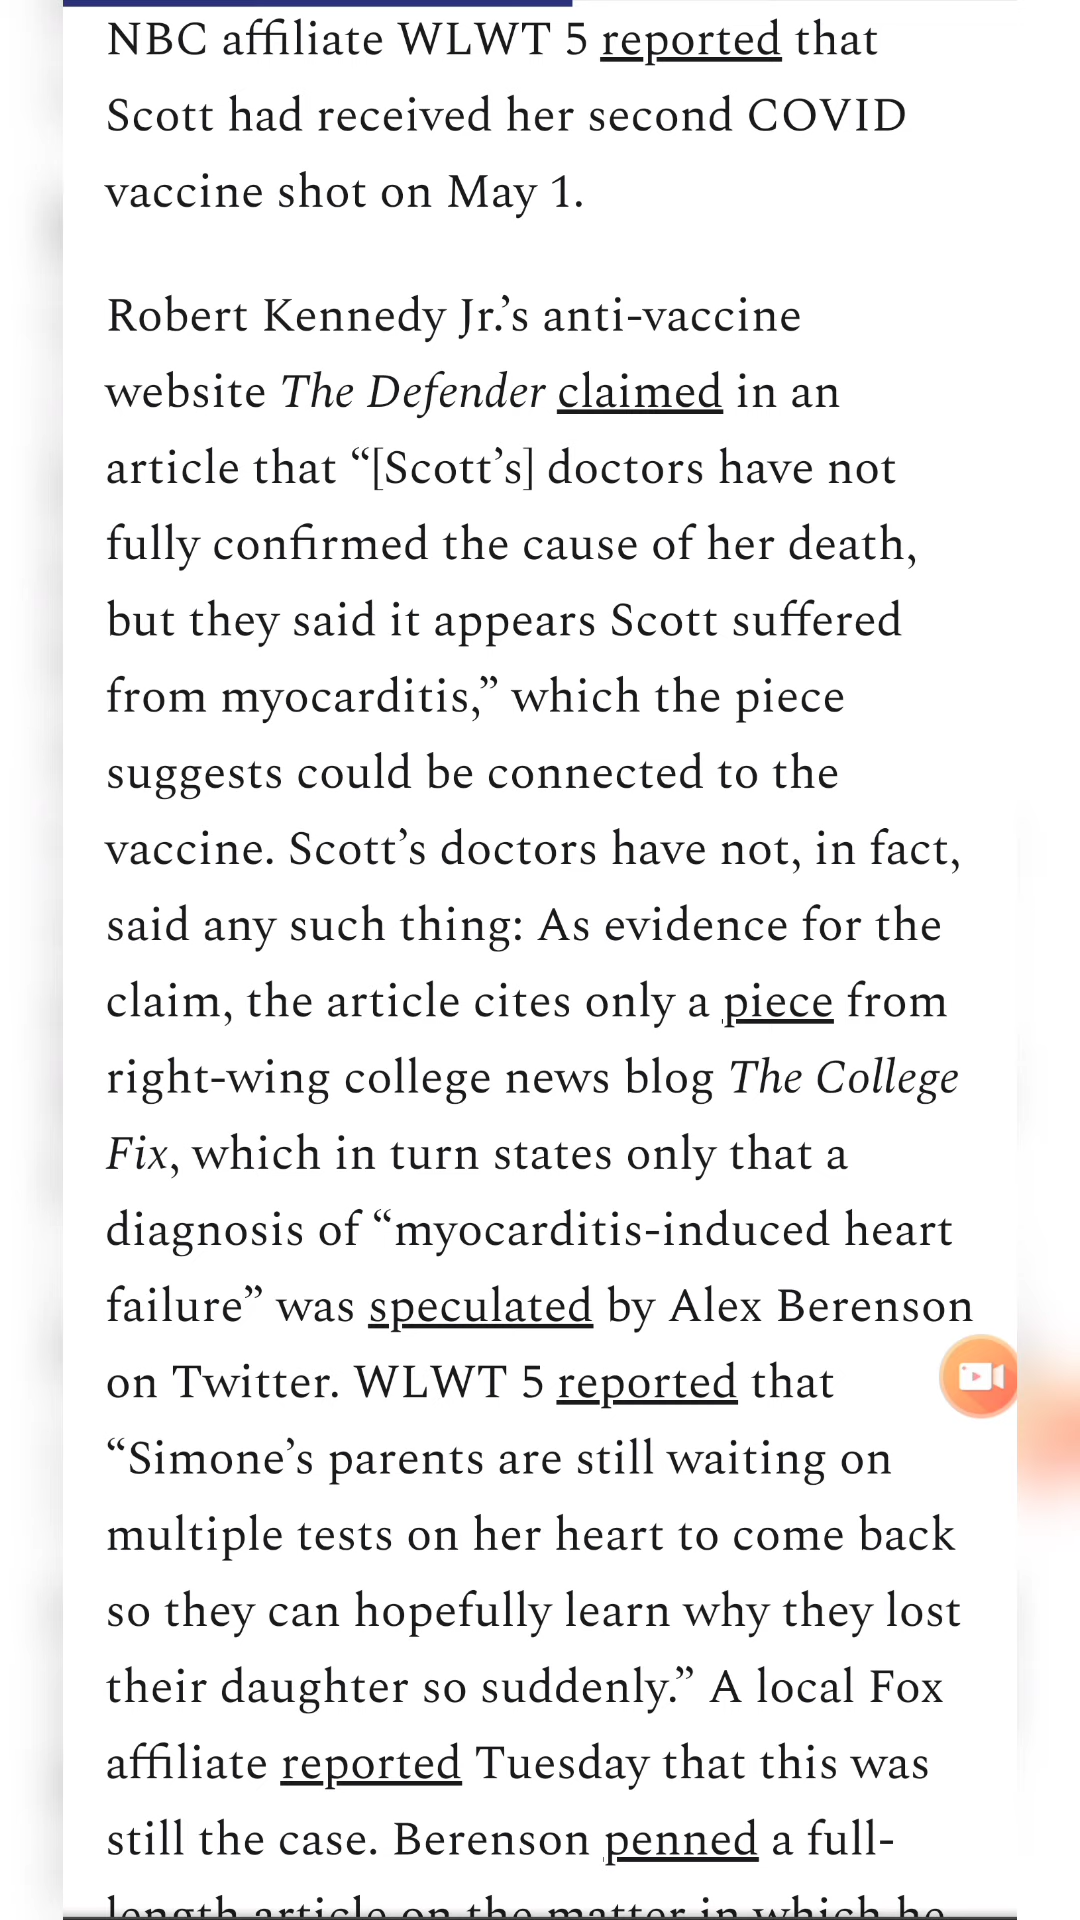 NBC affiliate WLWT 5 reported that
Scott had received her second COVID
vaccine shot on May 1.
Robert Kennedy Jr.’s anti-vaccine
website The Defender claimed in an
article that “[Scott’s] doctors have not
fully confirmed the cause of her death,
but they said it appears Scott suffered
from myocarditis,” which the piece
suggests could be connected to the
vaccine. Scott’s doctors have not, in fact,
said any such thing: As evidence for the
claim, the article cites only a piece from
right-wing college news blog The College
Fix, which in turn states only that a
diagnosis of “myocarditis-induced heart
failure” was speculated by Alex Berenson
on Twitter. WLWT 5 reported that
“Simone’s parents are still waiting on
multiple tests on her heart to come back
so they can hopefully learn why they lost
their daughter so suddenly.” A local Fox
affiliate reported Tuesday that this was
still the case. Berenson penned a full-
length article on the matter in which he